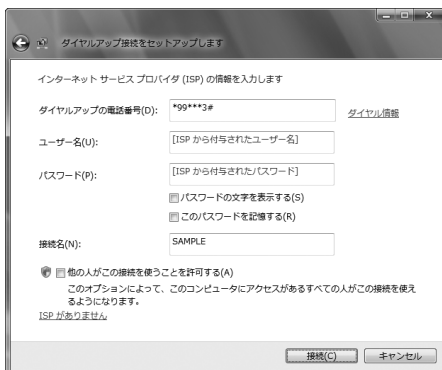 ダイヤルアップ接続をセットアップします
インターネット サービス プロバイダ (ISP) の情報を入力します
ダイヤルアップの電話番号(D):
*99***3#
ダイヤル情報
ユーザー名(U):
[ISP から付与されたユーザー名]
パスワード(P):
[ISP から付与されたパスワード]
パスワードの文字を表示する(S)
このパスワードを記憶する(R)
接続名(N):
SAMPLE
他の人がこの接続を使うことを許可する(A)
このオプションによって、このコンピュータにアクセスがあるすべての人がこの接続を使え
るようになります。
ISP がありません
接続(C)
キャンセル